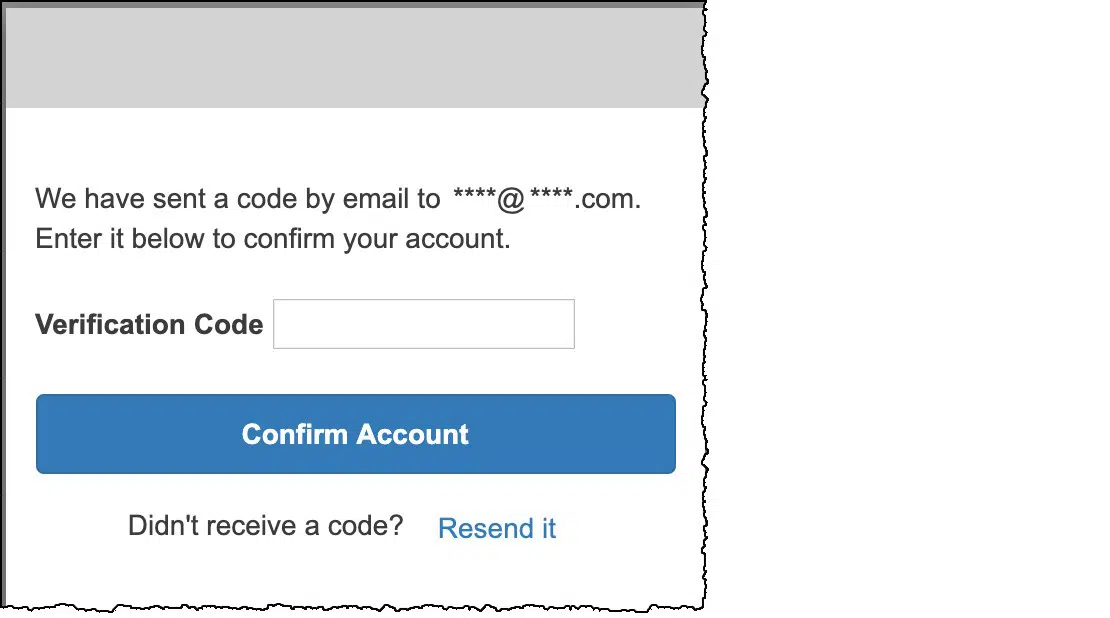 We have sent a code by email to ****@****.com.
Enter it below to confirm your account.
Verification Code
Confirm Account
Didn't receive a code? Resend it